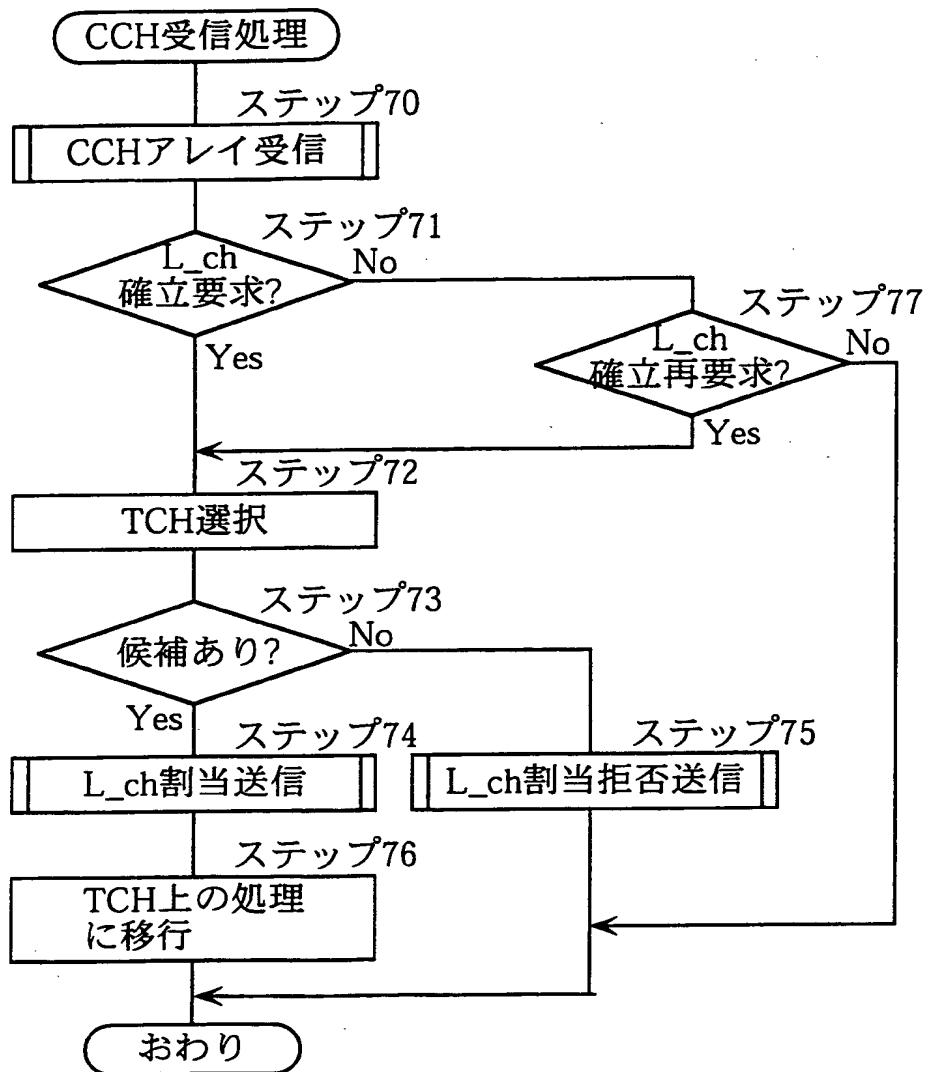 CCH受信処理
ステップ70
CCHアレイ受信
ステップ71
L_ch
確立要求?
No
Yes
ステップ77
L_ch
確立再要求?
No
Yes
ステップ72
TCH選択
ステップ73
候補あり?
No
Yes
ステップ74
L_ch割当送信
ステップ75
L_ch割当拒否送信
ステップ76
TCH上の処理
に移行
おわり